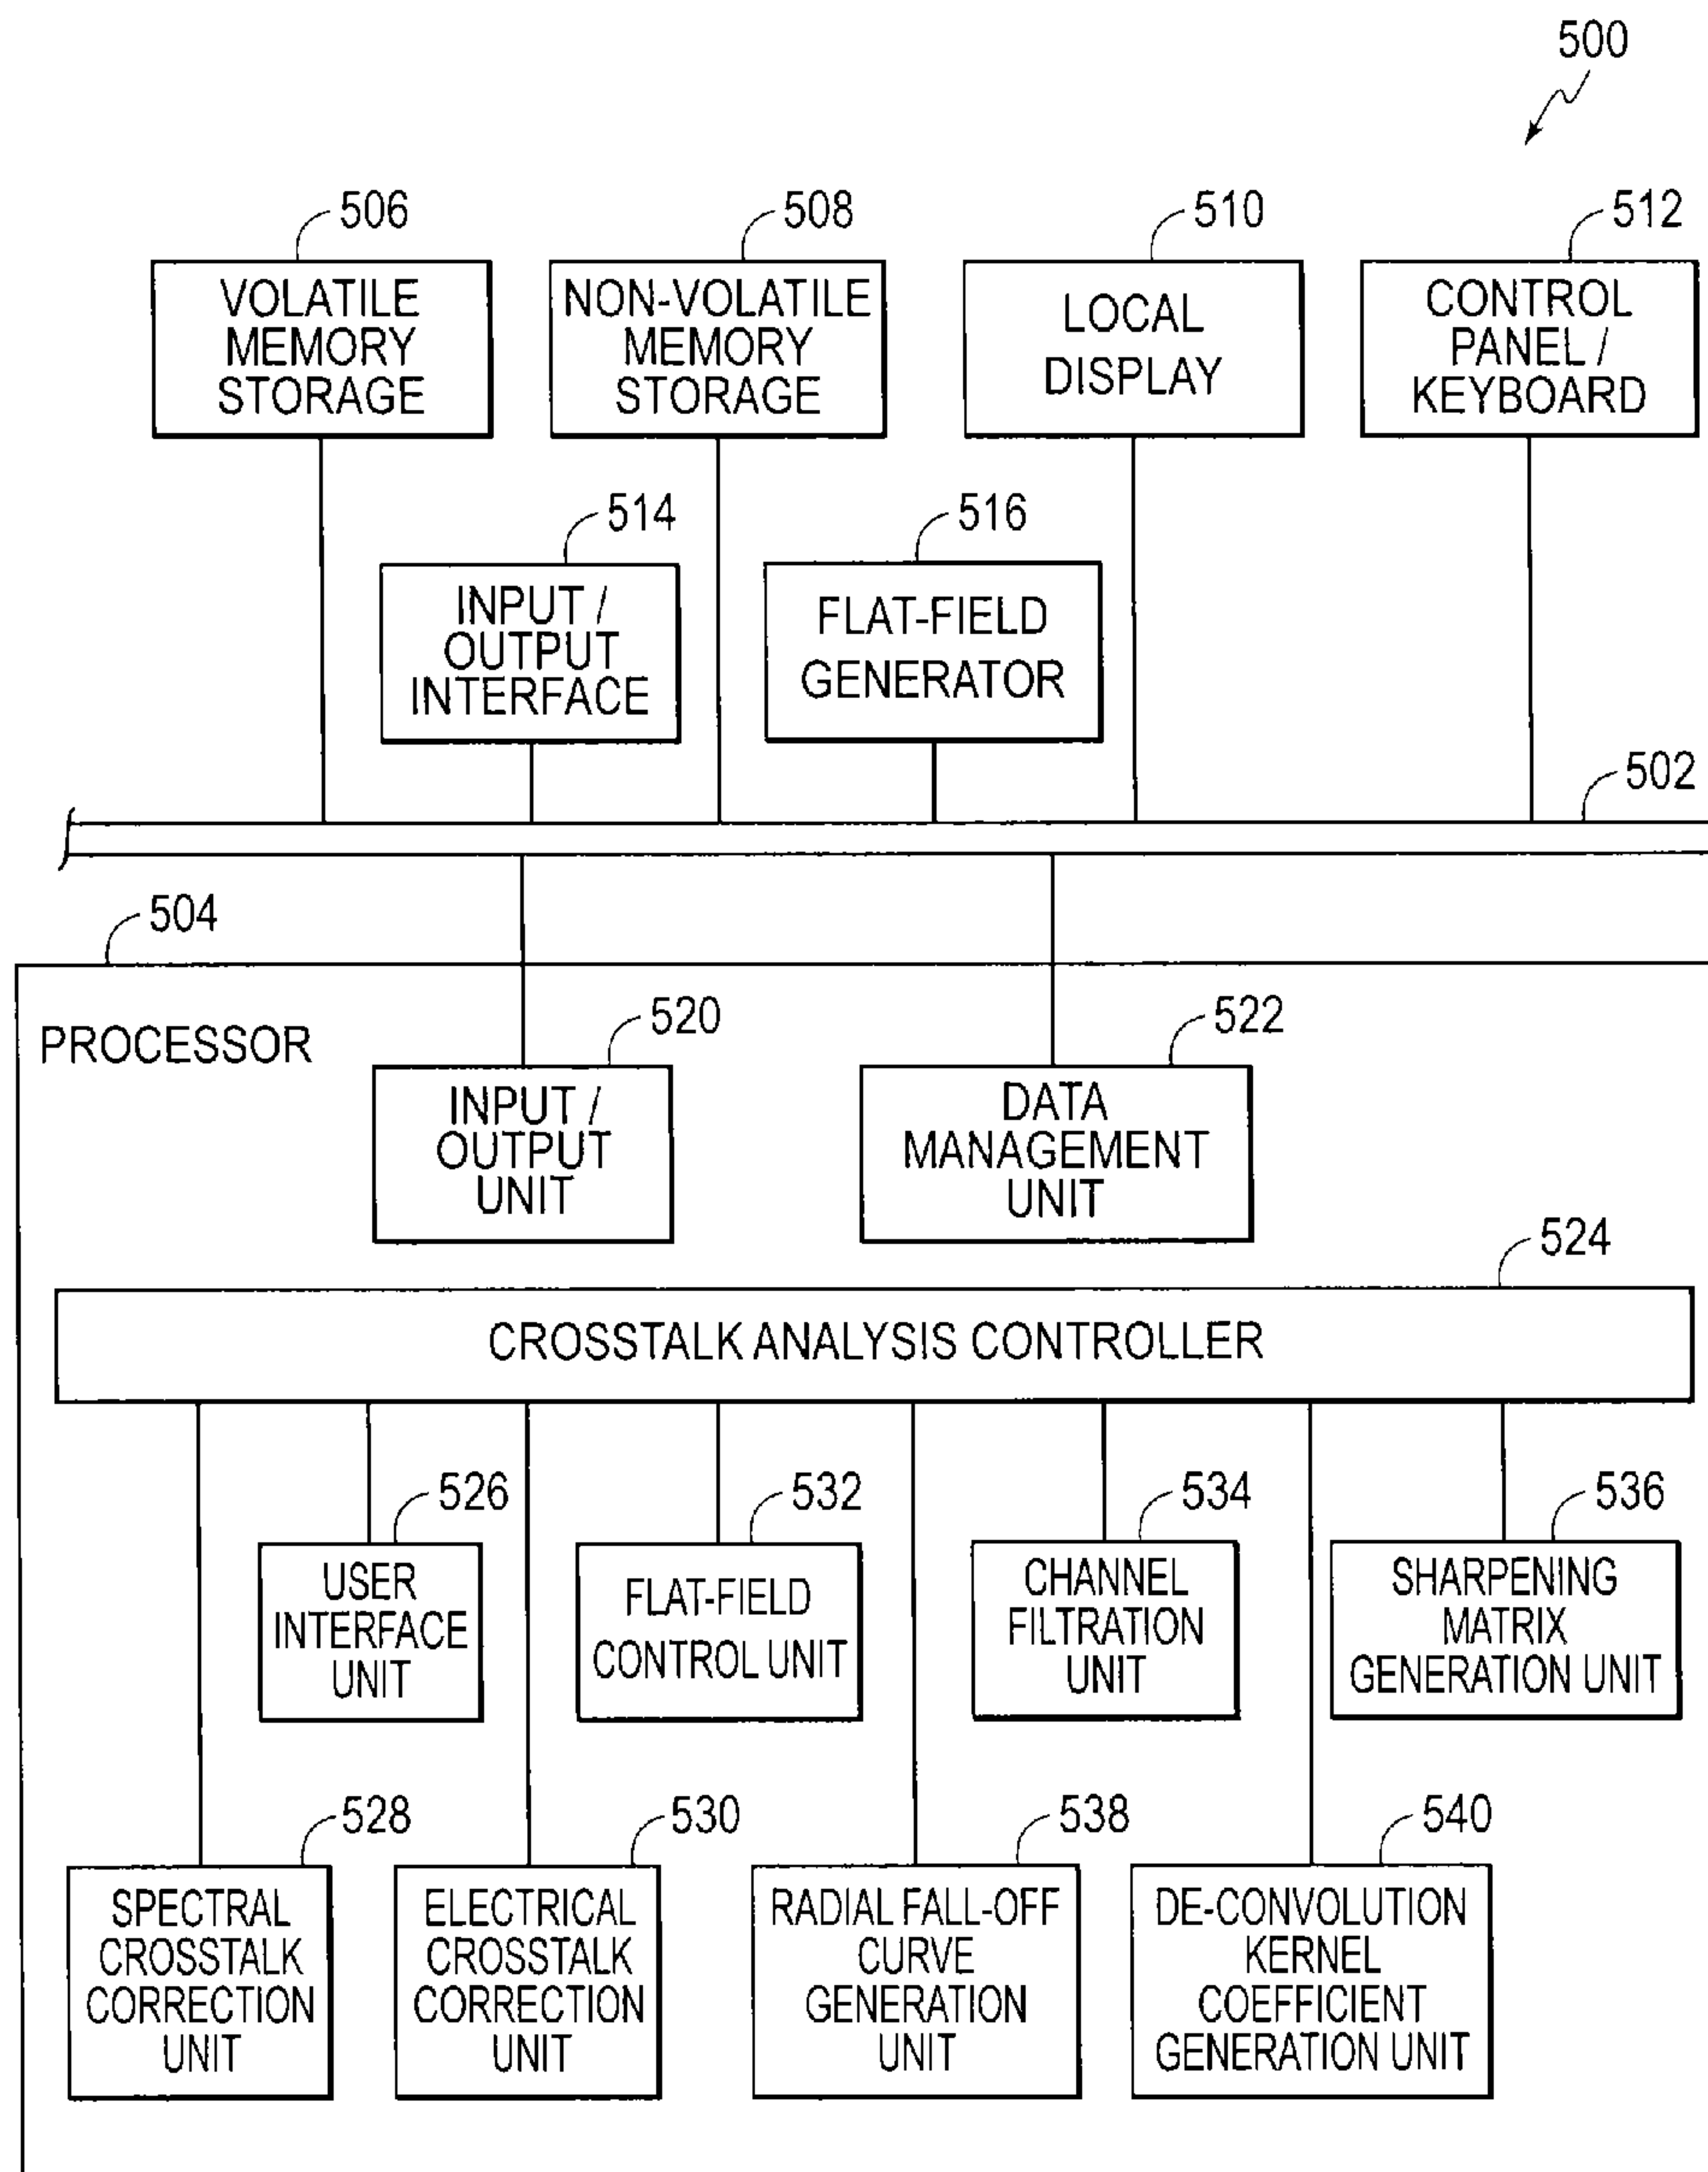 500
506
508
510
512
VOLATILE
MEMORY
STORAGE
NON-VOLATILE
MEMORY
STORAGE
LOCAL
DISPLAY
CONTROL
PANEL /
KEYBOARD
514
516
INPUT /
OUTPUT
INTERFACE
FLAT-FIELD
GENERATOR
502
504
PROCESSOR
520
522
INPUT /
OUTPUT
UNIT
DATA
MANAGEMENT
UNIT
524
CROSSTALK ANALYSIS CONTROLLER
526
532
534
536
USER
INTERFACE
UNIT
FLAT-FIELD
CONTROL UNIT
CHANNEL
FILTRATION
UNIT
SHARPENING
MATRIX
GENERATION UNIT
528
530
538
540
SPECTRAL
CROSSTALK
CORRECTION
UNIT
ELECTRICAL
CROSSTALK
CORRECTION
UNIT
RADIAL FALL-OFF
CURVE
GENERATION
UNIT
DE-CONVOLUTION
KERNEL
COEFFICIENT
GENERATION UNIT